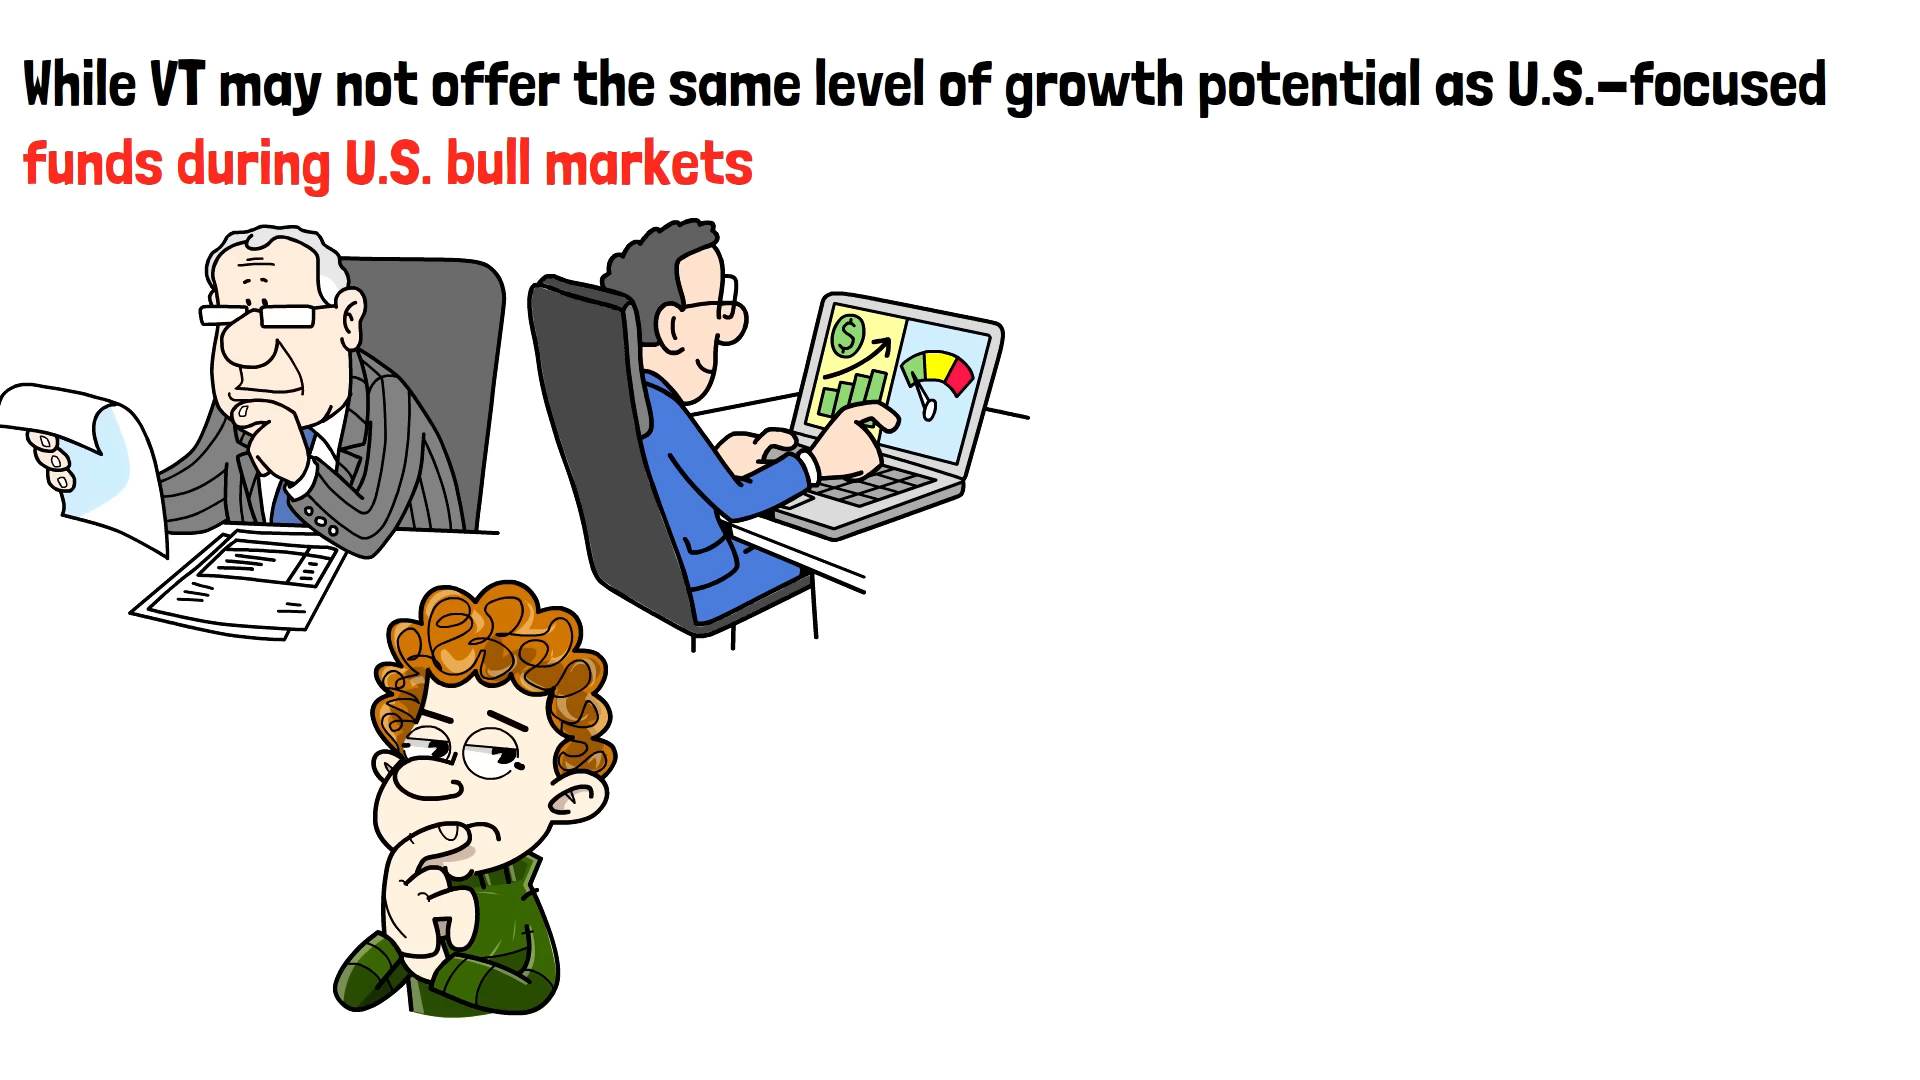 While VT may not offer the same level of growth potential as U.S.-focused
funds during U.S. bull markets
$